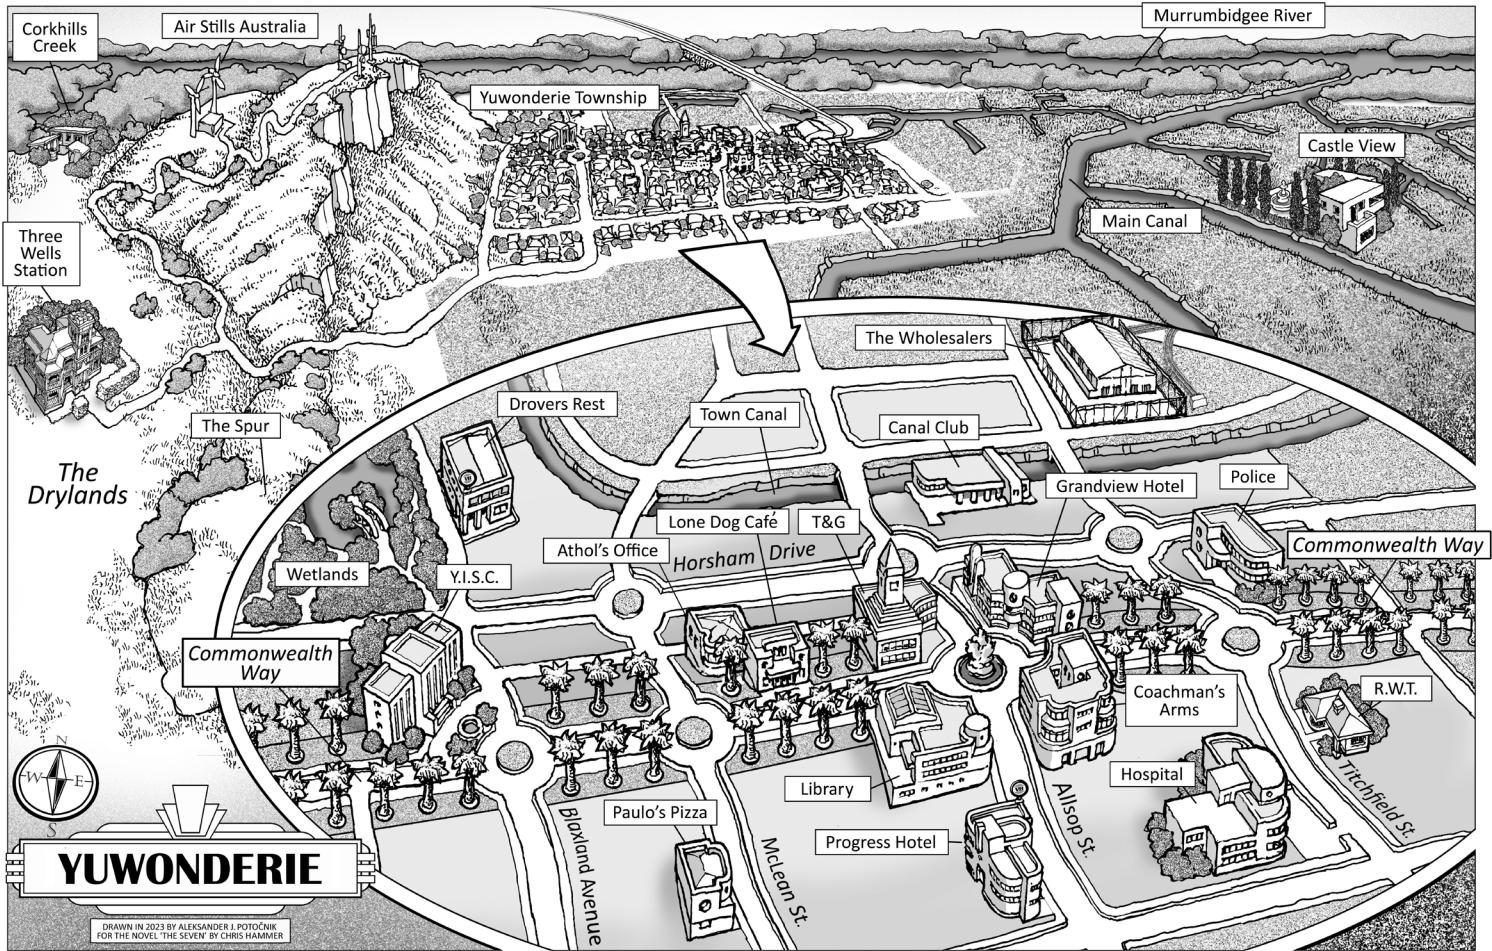 Corkhills
Creek
Air Stills Australia
Murrumbidgee River
Yuwonderie Township
Castle View
Main Canal
Three
Wells
Station
The Wholesalers
Drovers Rest
Town Canal
Canal Club
The Spur
The
Drylands
Grandview Hotel
Police
Lone Dog Café
T&G
Athol's Office
Horsham Drive
Commonwealth Way
Wetlands
Y.I.S.C.
Commonwealth
Way
Coachman's
Arms
R.W.T.
Hospital
Library
Paulo's Pizza
Progress Hotel
Blaxland Avenue
McLean St.
Allsop St.
Titchfield St.
N
W
E
S
YUWONDERIE
DRAWN IN 2023 BY ALEKSANDER J. POTOČNIK
FOR THE NOVEL 'THE SEVEN' BY CHRIS HAMMER